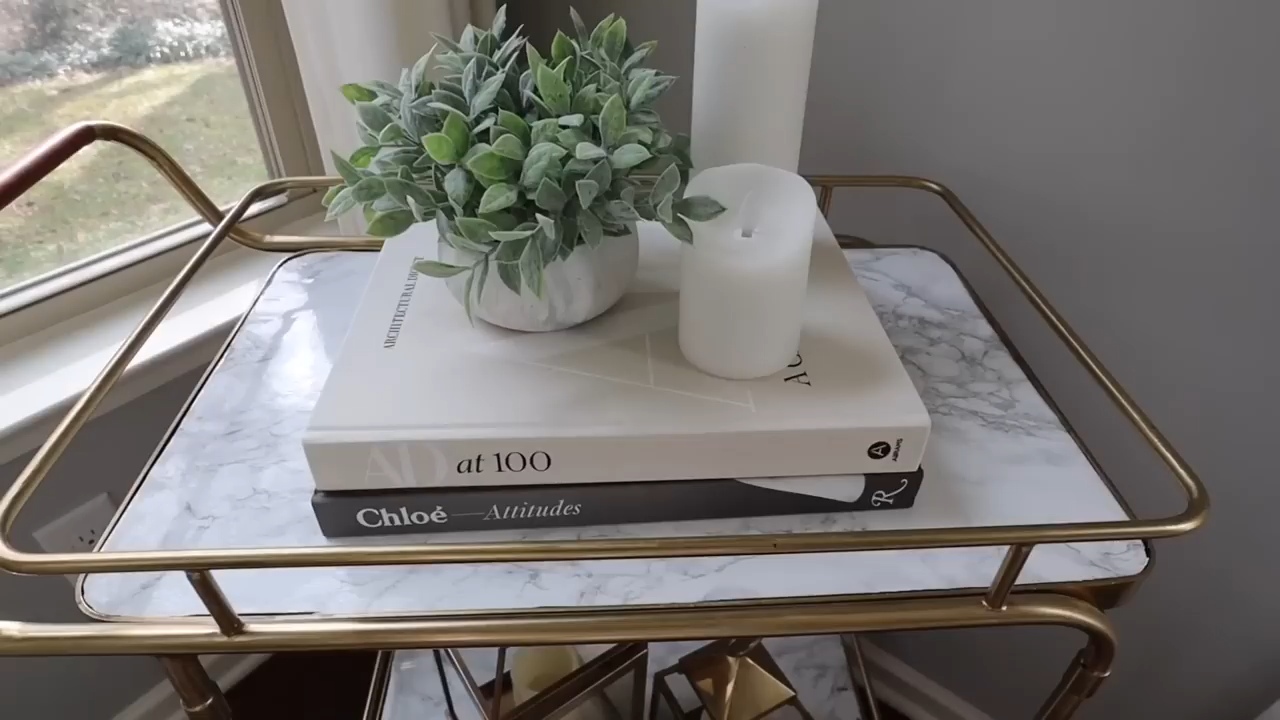 ARCHITECTURAL DIGEST
A C
AD at 100
A
ABRAMS
Chloé — Attitudes
R